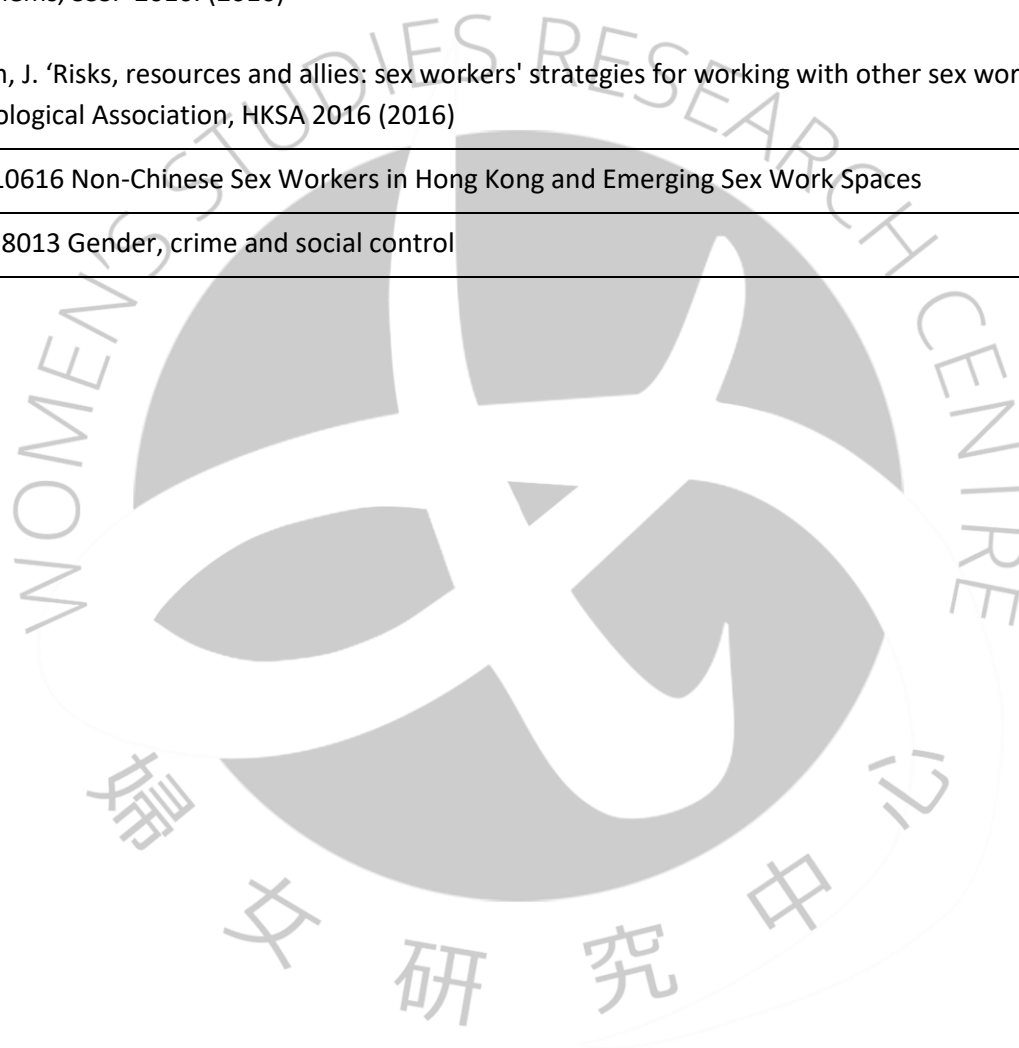 2016. (2016)
n, J. ‘Risks, resources and allies: sex workers' strategies for working with other sex wor
ological Association, HKSA 2016 (2016)
10616 Non-Chinese Sex Workers in Hong Kong and Emerging Sex Work Spaces
8013 Gender, crime and social control
WOMEN'S STUDIES RESEARCH CENTRE
婦女研究中心